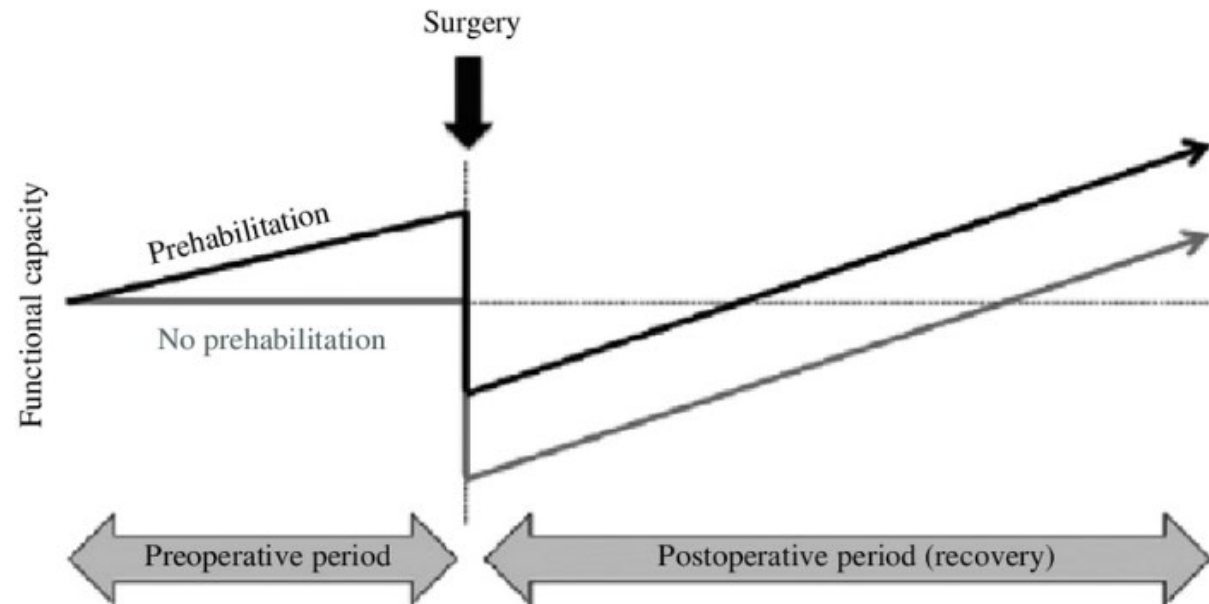 Surgery
Functional capacity
Prehabilitation
No prehabilitation
Preoperative period
Postoperative period (recovery)